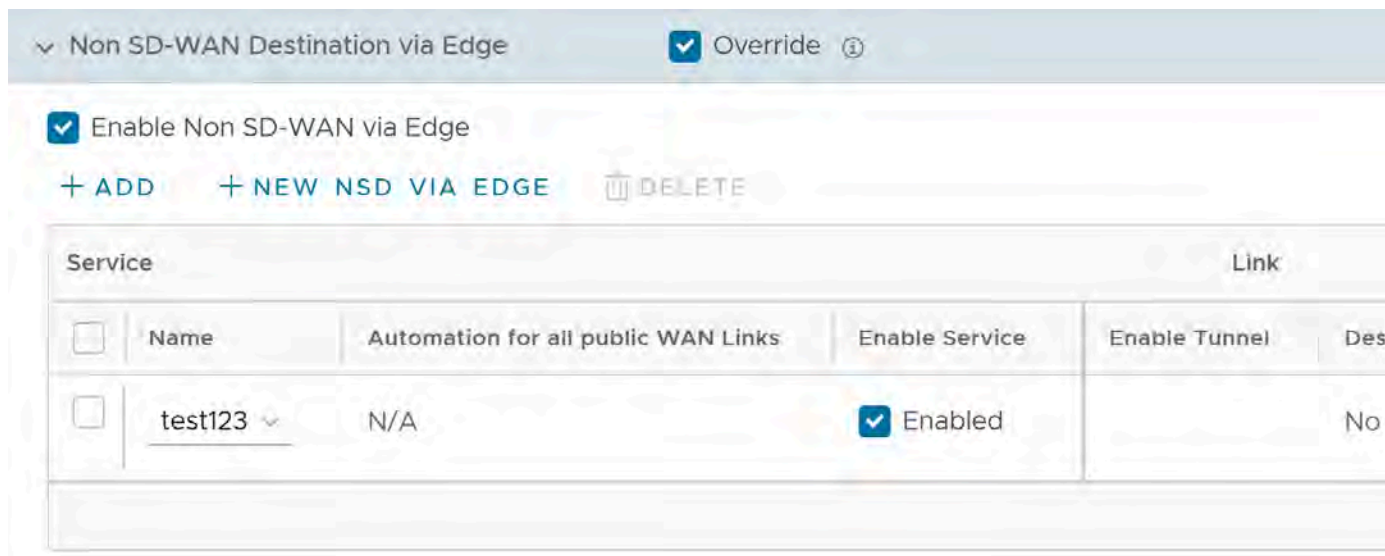 Non SD-WAN Destination via Edge Override
Enable Non SD-WAN via Edge
+ ADD + NEW NSD VIA EDGE DELETE
Service Link
Name Automation for all public WAN Links Enable Service Enable Tunnel Des
test123 N/A Enabled No